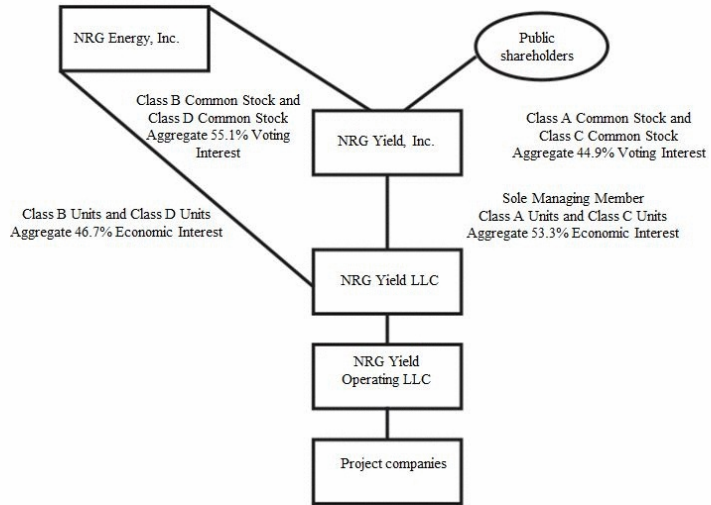 NRG Energy, Inc.
Public
shareholders
Class B Common Stock and
Class D Common Stock
Aggregate 55.1% Voting
Interest
NRG Yield, Inc.
Class A Common Stock and
Class C Common Stock
Aggregate 44.9% Voting Interest
Class B Units and Class D Units
Aggregate 46.7% Economic Interest
Sole Managing Member
Class A Units and Class C Units
Aggregate 53.3% Economic Interest
NRG Yield LLC
NRG Yield
Operating LLC
Project companies